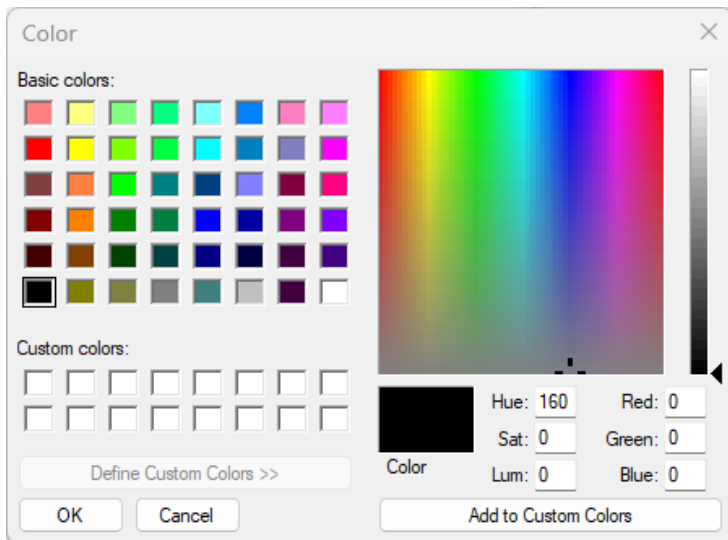 Color
Basic colors:
Custom colors:
Define Custom Colors >>
OK
Cancel
Color
Hue: 160
Sat: 0
Lum: 0
Red: 0
Green: 0
Blue: 0
Add to Custom Colors